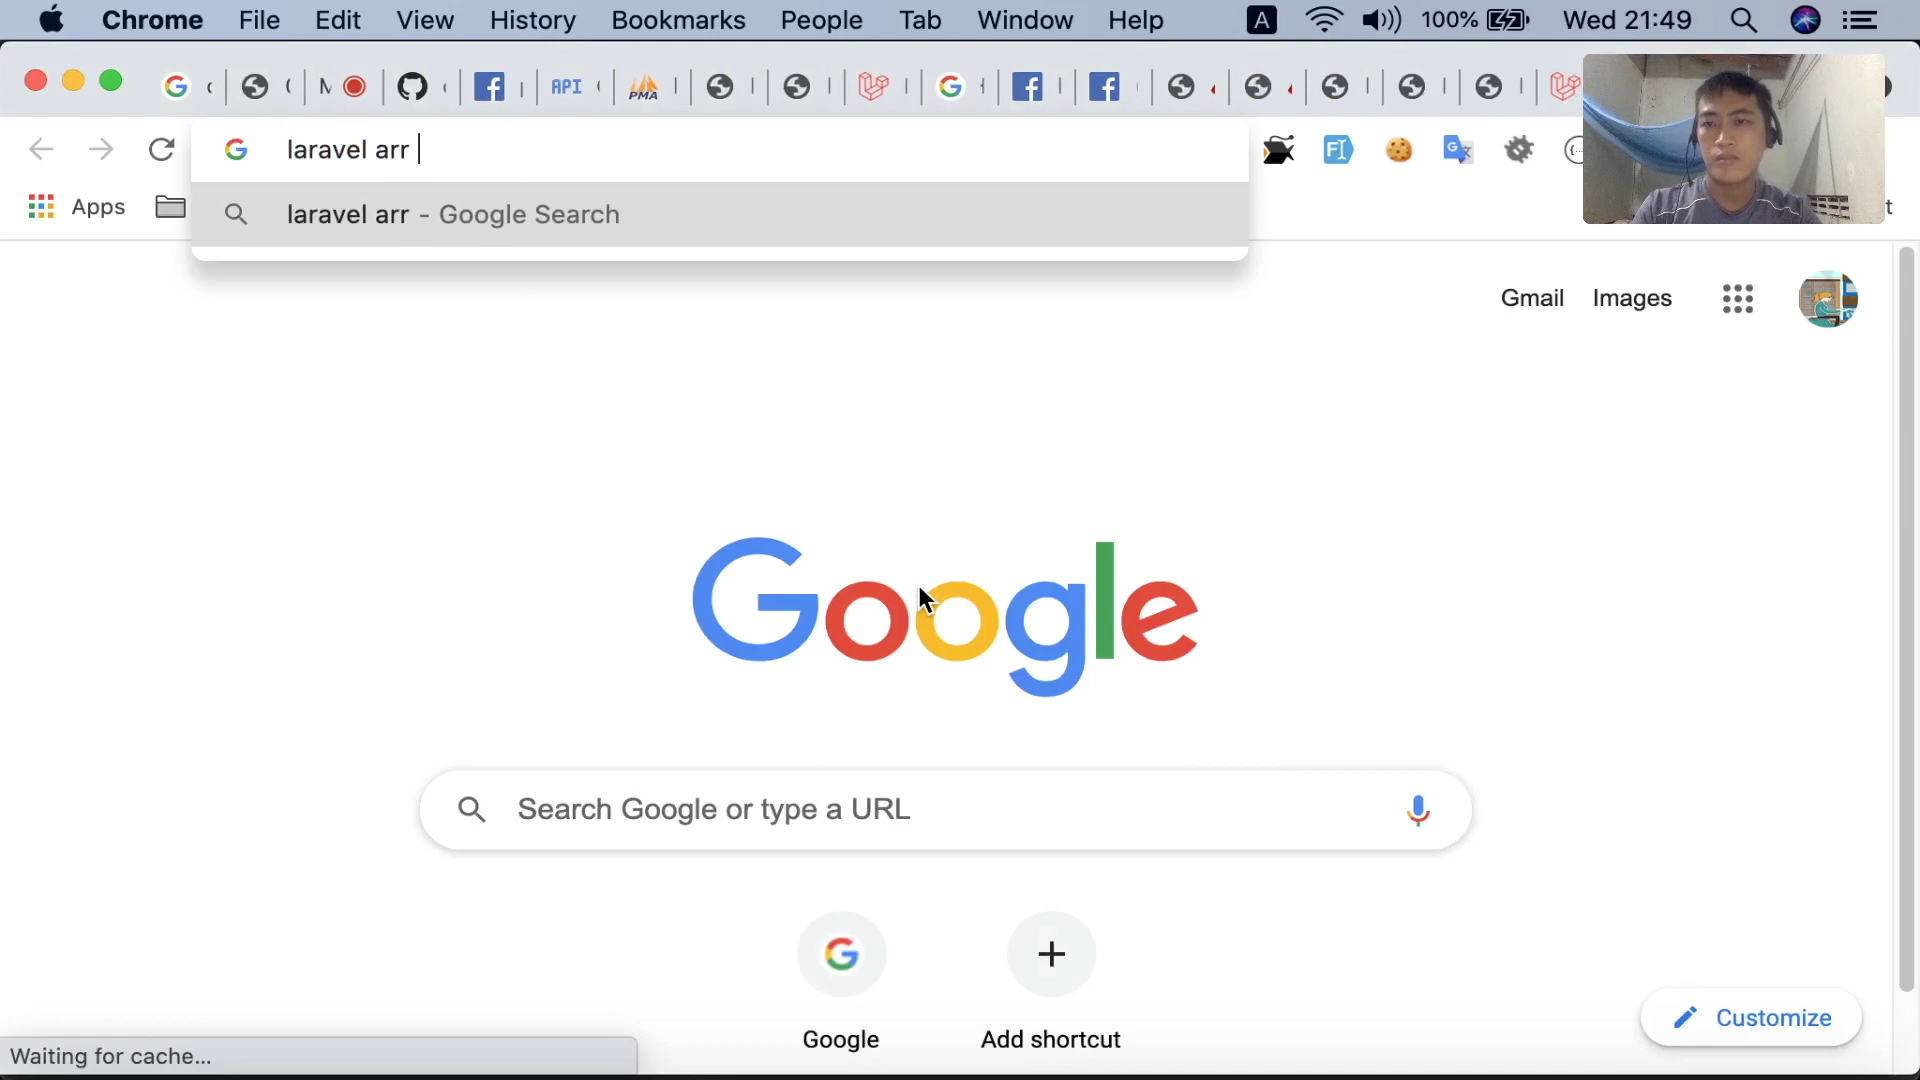 Chrome File Edit View History Bookmarks People Tab Window Help A 100% Wed 21:49
API PMA
laravel arr
FI G
Apps
laravel arr - Google Search
Gmail Images
Google
Search Google or type a URL
Google Add shortcut
Customize
Waiting for cache...